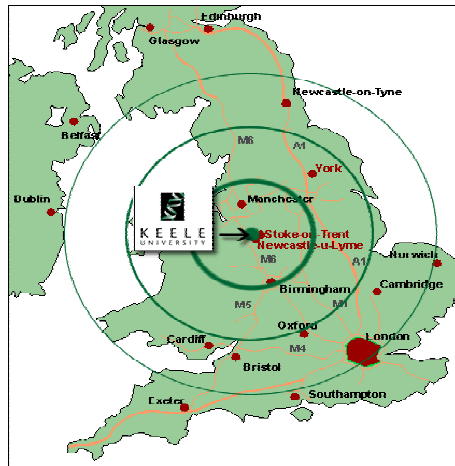 Edinburgh
Glasgow
Newcastle-on-Tyne
Belfast
M6
A1
York
Dublin
Manchester
KEELE
UNIVERSITY
Stoke-on-Trent
Newcastle-u-Lyme
M6
A1
Norwich
Birmingham
Cambridge
M5
M1
Oxford
London
Cardiff
M4
Bristol
Southampton
Exeter